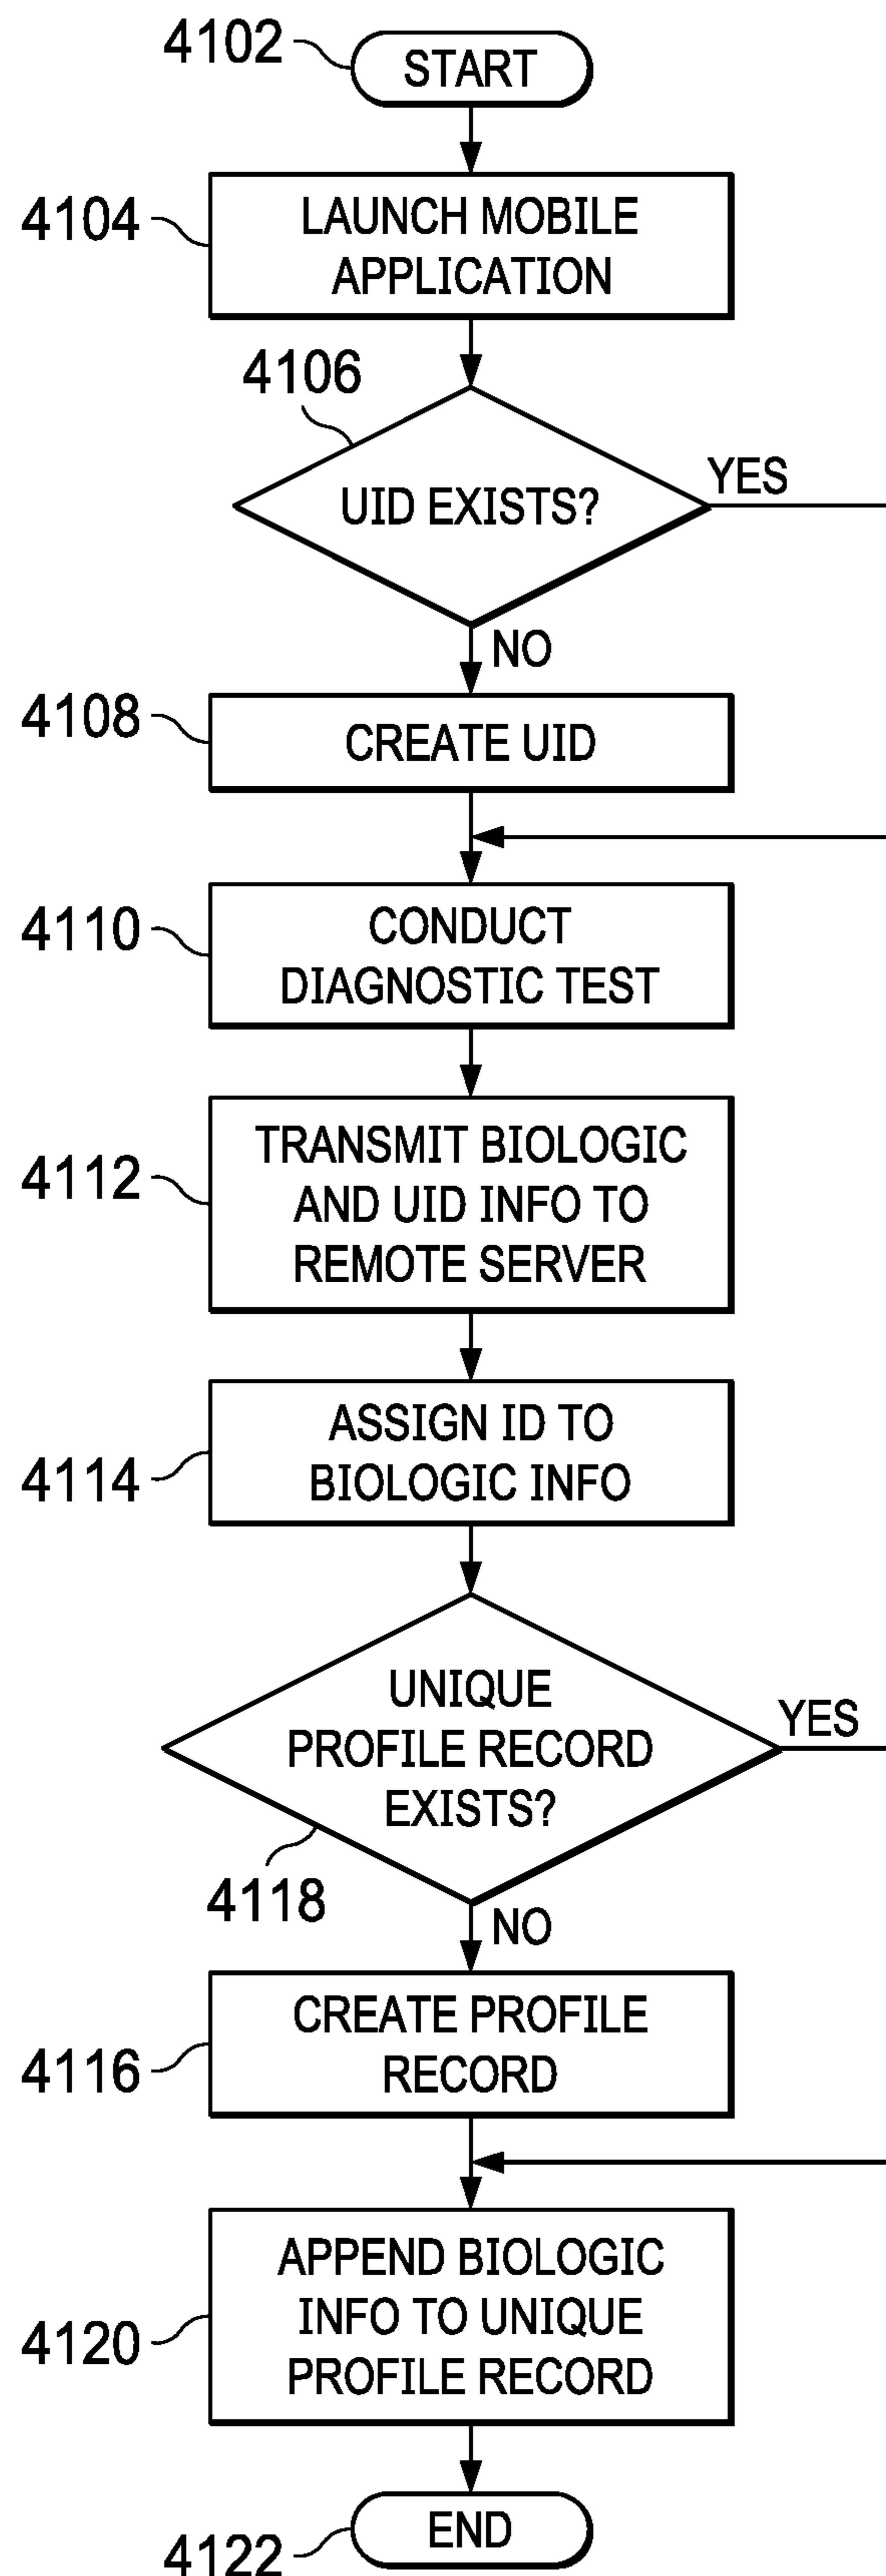 4102
START
4104
LAUNCH MOBILE
APPLICATION
4106
UID EXISTS?
YES
NO
4108
CREATE UID
4110
CONDUCT
DIAGNOSTIC TEST
4112
TRANSMIT BIOLOGIC
AND UID INFO TO
REMOTE SERVER
4114
ASSIGN ID TO
BIOLOGIC INFO
UNIQUE
PROFILE RECORD
EXISTS?
YES
4118
NO
4116
CREATE PROFILE
RECORD
4120
APPEND BIOLOGIC
INFO TO UNIQUE
PROFILE RECORD
4122
END